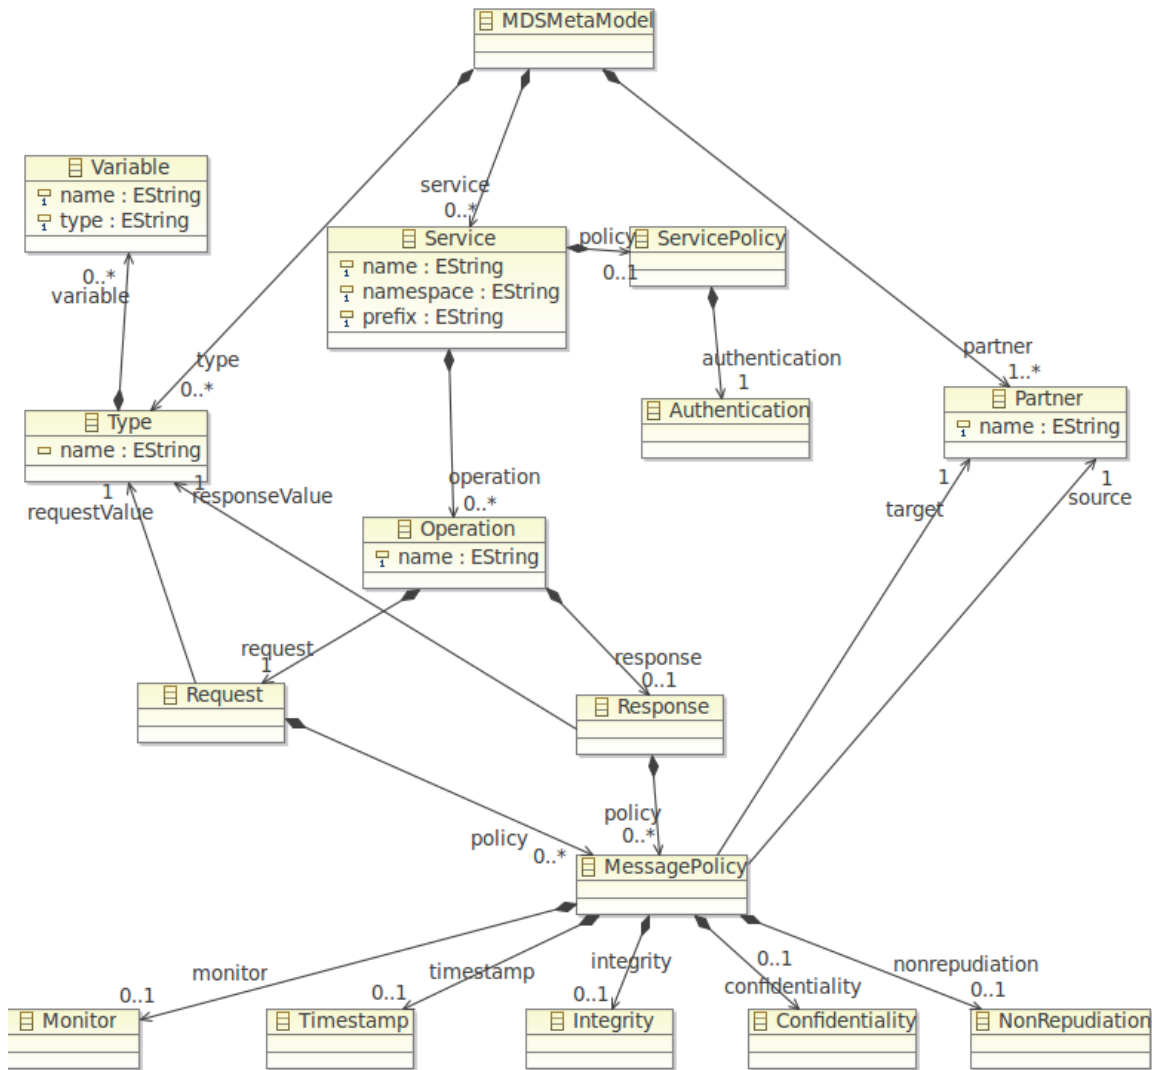 MDSMetaModel
Variable
name : EString
type : EString
service
0..*
Service
name : EString
namespace : EString
prefix : EString
policy
0..1
ServicePolicy
0..*
variable
type
0..*
authentication
1
partner
1..*
Type
name : EString
Authentication
Partner
name : EString
1
requestValue
1
responseValue
operation
0..*
1
target
1
source
Operation
name : EString
request
1
response
0..1
Request
Response
policy
0..*
policy
0..*
MessagePolicy
monitor
0..1
timestamp
0..1
integrity
0..1
0..1
confidentiality
nonrepudiation
0..1
Monitor
Timestamp
Integrity
Confidentiality
NonRepudiation